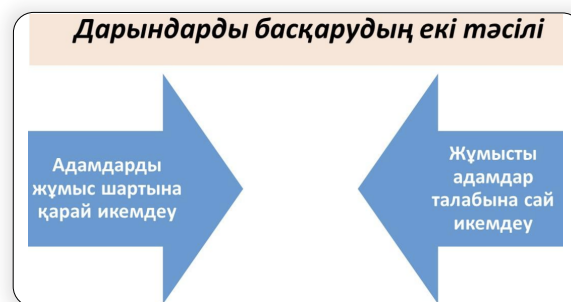 Дарындарды басқарудың екі тәсілі
Адамдарды
жұмыс шартына
қарай икемдеу
Жұмысты
адамдар
талабына сай
икемдеу